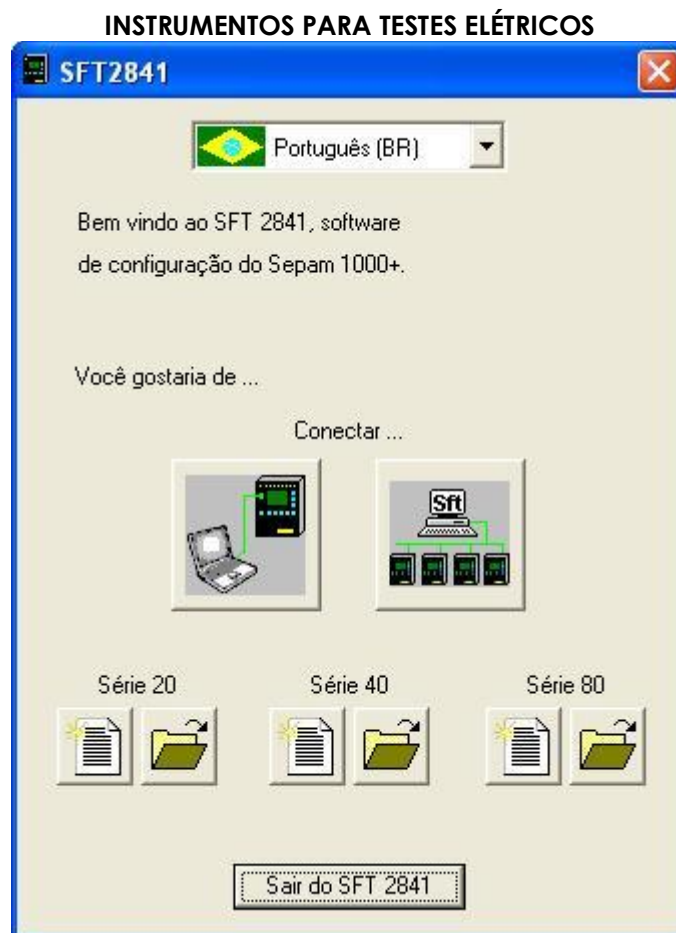 INSTRUMENTOS PARA TESTES ELÉTRICOS
SFT2841
Português (BR)
Bem vindo ao SFT 2841, software
de configuração do Sepam 1000+.
Você gostaria de ...
Conectar ...
Sft
Série 20 Série 40 Série 80
Sair do SFT 2841